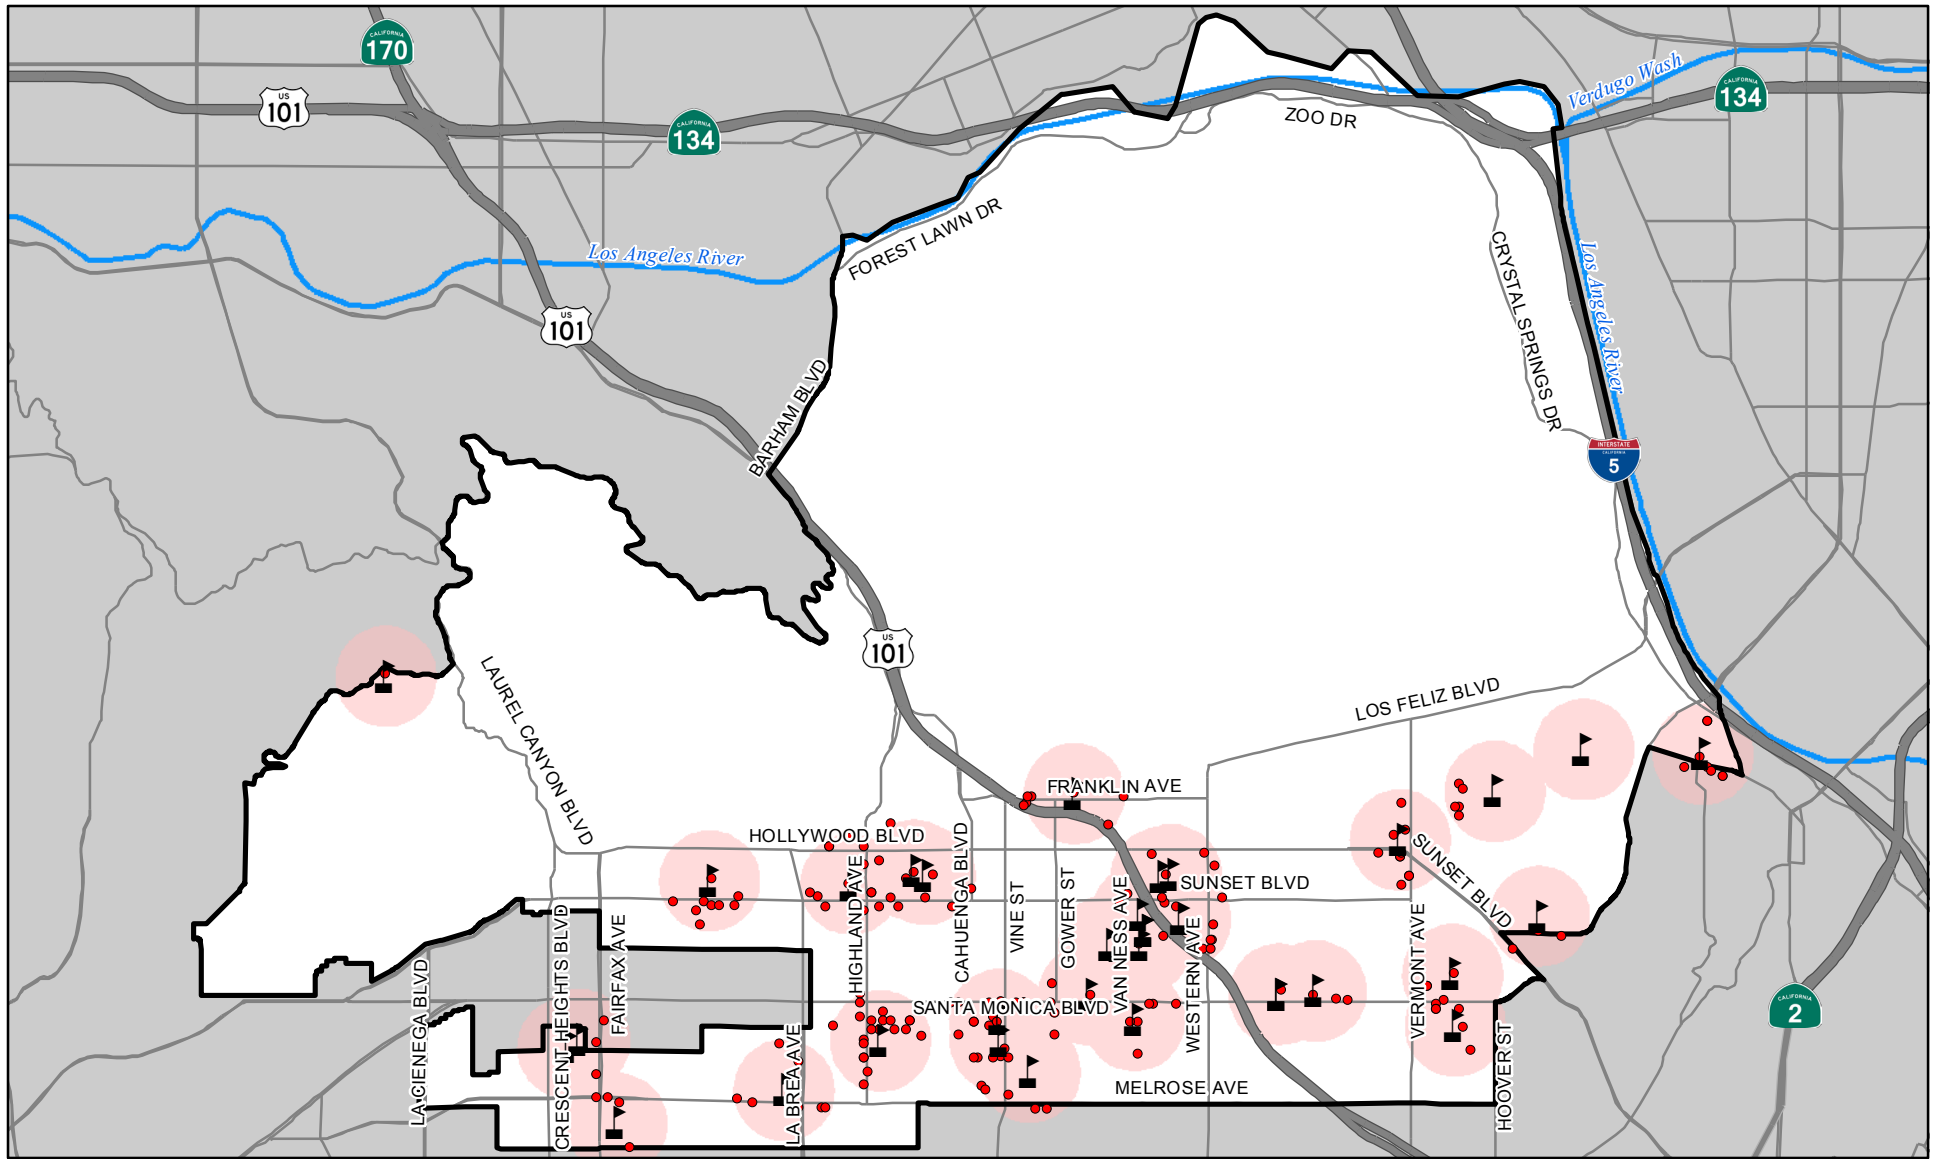 CALIFORNIA
170
US
101
CALIFORNIA
134
ZOO DR
Verdugo Wash
CALIFORNIA
134
Los Angeles River
FOREST LAWN DR
US
101
BARHAM BLVD
CRYSTAL SPRINGS DR
Los Angeles River
INTERSTATE
CALIFORNIA
5
US
101
LAUREL CANYON BLVD
LOS FELIZ BLVD
FRANKLIN AVE
HOLLYWOOD BLVD
SUNSET BLVD
SUNSET BLVD
LA CIENEGA BLVD
CRESCENT HEIGHTS BLVD
FAIRFAX AVE
LA BREA AVE
HIGHLAND AVE
CAHUENGA BLVD
VINE ST
GOWER ST
VAN NESS AVE
WESTERN AVE
VERMONT AVE
HOOVER ST
SANTA MONICA BLVD
MELROSE AVE
CALIFORNIA
2